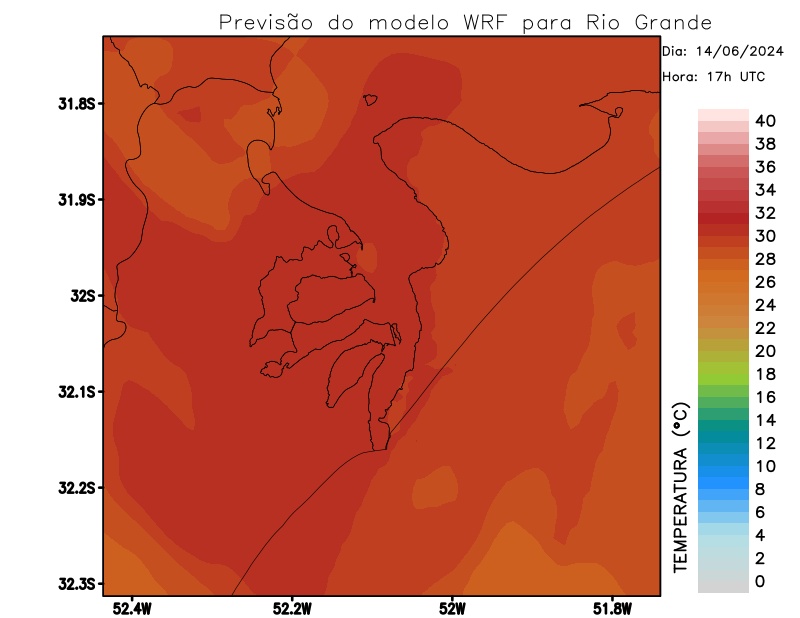 Previsão do modelo WRF para Rio Grande
Dia: 14/06/2024
Hora: 17h UTC
31.8S
31.9S
32S
32.1S
32.2S
32.3S
52.4W
52.2W
52W
51.8W
TEMPERATURA (°C)
40
38
36
34
32
30
28
26
24
22
20
18
16
14
12
10
8
6
4
2
0